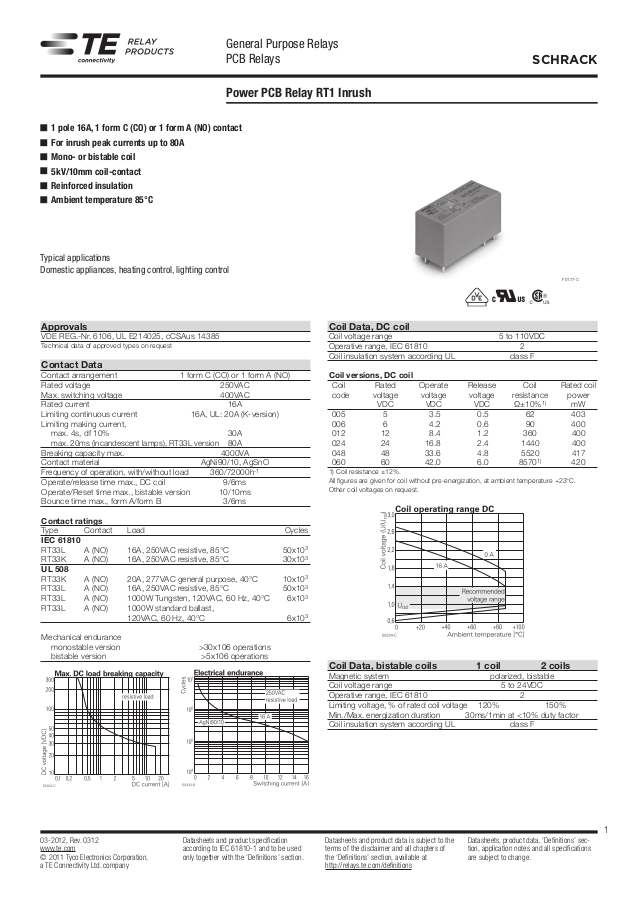 TE
connectivity
RELAY
PRODUCTS
General Purpose Relays
PCB Relays
SCHRACK
Power PCB Relay RT1 Inrush
■ 1 pole 16A, 1 form C (CO) or 1 form A (NO) contact
■ For inrush peak currents up to 80A
■ Mono- or bistable coil
■ 5kV/10mm coil-contact
■ Reinforced insulation
■ Ambient temperature 85°C
Typical applications
Domestic appliances, heating control, lighting control
F0177-C
Approvals
VDE REG.-Nr. 6106, UL E214025, cCSAus 14385
Technical data of approved types on request
Contact Data
Contact arrangement 1 form C (CO) or 1 form A (NO)
Rated voltage 250VAC
Max. switching voltage 400VAC
Rated current 16A
Limiting continuous current 16A, UL: 20A (K-version)
Limiting making current,
max. 4s, df 10% 30A
max. 20ms (incandescent lamps), RT33L version 80A
Breaking capacity max. 4000VA
Contact material AgNi90/10, AgSnO
Frequency of operation, with/without load 360/72000h-1
Operate/release time max., DC coil 9/6ms
Operate/Reset time max., bistable version 10/10ms
Bounce time max., form A/form B 3/6ms
Contact ratings
Type Contact Load Cycles
IEC 61810
RT33L A (NO) 16A, 250VAC resistive, 85°C 50x10³
RT33K A (NO) 16A, 250VAC resistive, 85°C 30x10³
UL 508
RT33K A (NO) 20A, 277VAC general purpose, 40°C 10x10³
RT33L A (NO) 16A, 250VAC resistive, 85°C 50x10³
RT33L A (NO) 1000W Tungsten, 120VAC, 60 Hz, 40°C 6x10³
RT33L A (NO) 1000W standard ballast,
120VAC, 60 Hz, 40°C 6x10³
Mechanical endurance
monostable version >30x106 operations
bistable version >5x106 operations
Max. DC load breaking capacity
resistive load
DC voltage [VDC]
300
200
100
50
40
30
20
10
0,1 0,2 0,5 1 2 5 10 20
DC current [A]
Electrical endurance
Cycles
250VAC
resistive load
AgNi90/10
16 A
0 2 4 6 8 10 12 14 16
Switching current [A]
Coil Data, DC coil
Coil voltage range 5 to 110VDC
Operative range, IEC 61810 2
Coil insulation system according UL class F
Coil versions, DC coil
Coil Rated Operate Release Coil Rated coil
code voltage voltage voltage resistance power
VDC VDC VDC Ω±10%1) mW
005 5 3.5 0.5 62 403
006 6 4.2 0.6 90 400
012 12 8.4 1.2 360 400
024 24 16.8 2.4 1440 400
048 48 33.6 4.8 5520 417
060 60 42.0 6.0 8570¹⁾ 420
1) Coil resistance ±12%.
All figures are given for coil without pre-energization, at ambient temperature +23°C.
Other coil voltages on request.
Coil operating range DC
Coil voltage (U/Urtd)
3,0
2,6
2,2
1,8
1,4
1,0
0,6
0 A
16 A
Recommended
voltage range
Urtd
0 +20 +40 +60 +80 +100
Ambient temperature [°C]
Coil Data, bistable coils 1 coil 2 coils
Magnetic system polarized, bistable
Coil voltage range 5 to 24VDC
Operative range, IEC 61810 2
Limiting voltage, % of rated coil voltage 120% 150%
Min./Max. energization duration 30ms/1min at <10% duty factor
Coil insulation system according UL class F
1
03-2012, Rev. 0312
www.te.com
© 2011 Tyco Electronics Corporation,
a TE Connectivity Ltd. company
Datasheets and product specification
according to IEC 61810-1 and to be used
only together with the 'Definitions' section.
Datasheets and product data is subject to the
terms of the disclaimer and all chapters of
the 'Definitions' section, available at
http://relays.te.com/definitions
Datasheets, product data, 'Definitions' sec-
tion, application notes and all specifications
are subject to change.